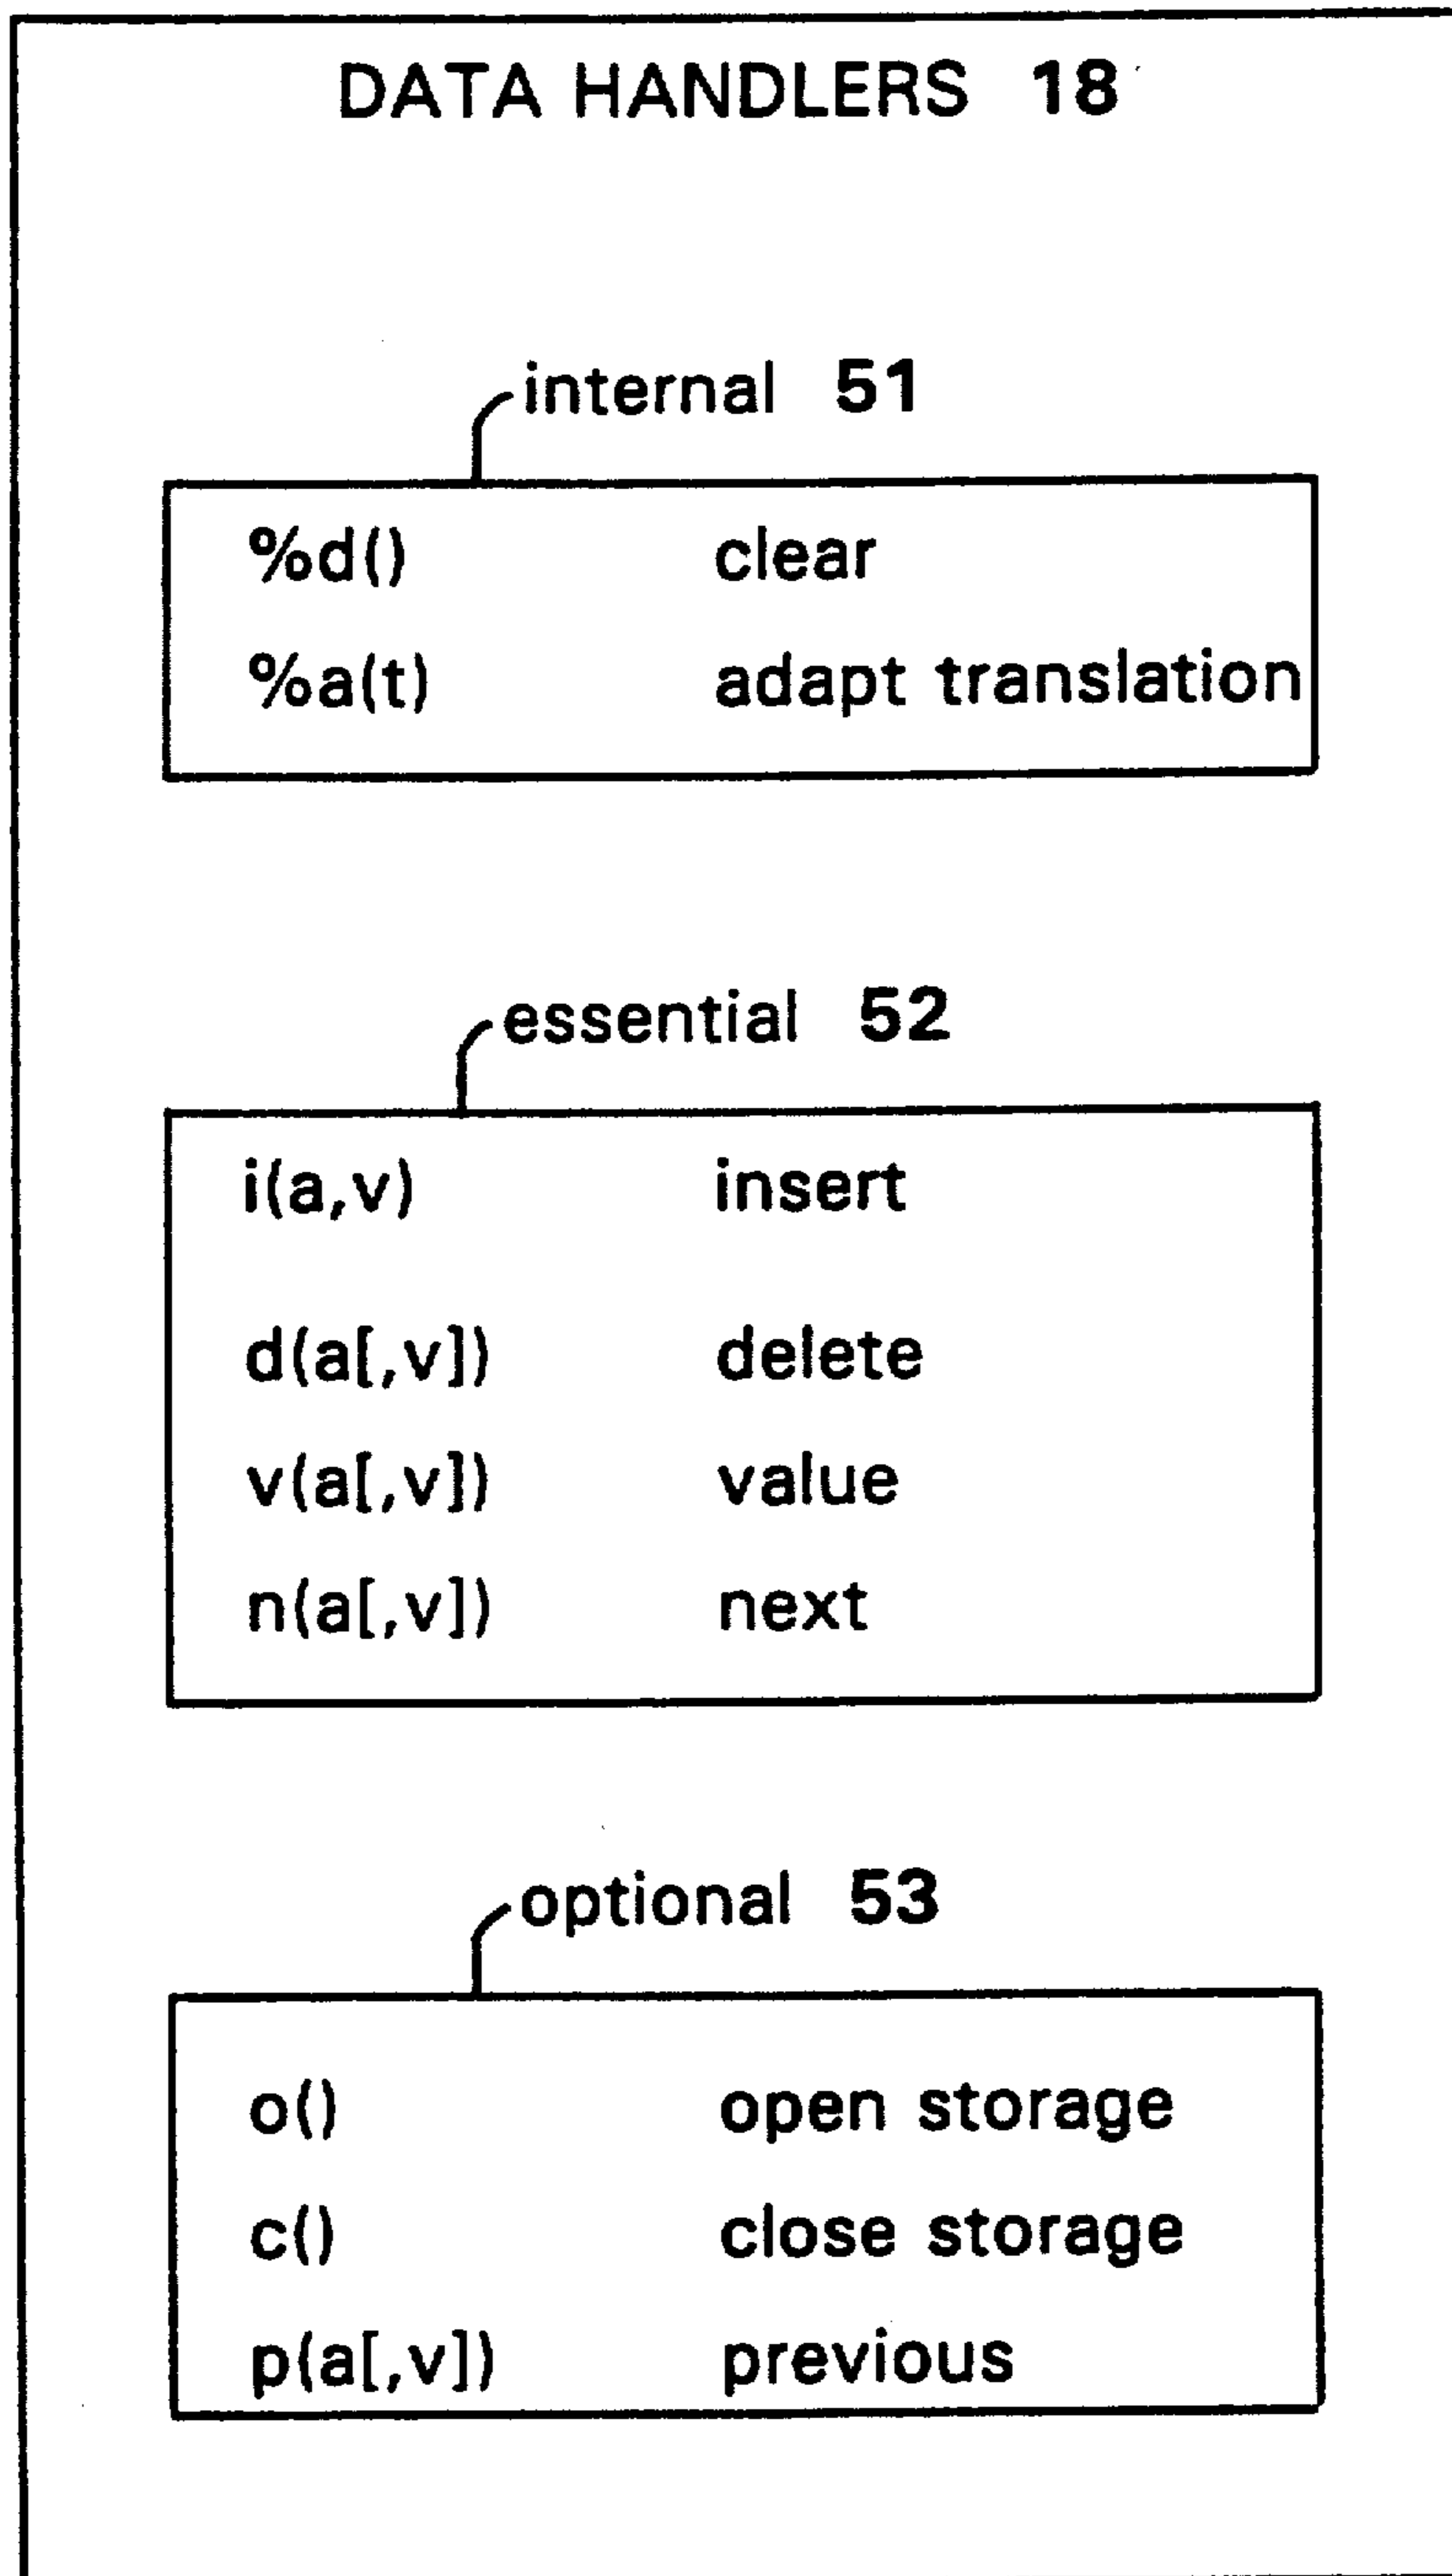 DATA HANDLERS 18
internal 51
%d() clear
%a(t) adapt translation
essential 52
i(a,v) insert
d(a[,v]) delete
v(a[,v]) value
n(a[,v]) next
optional 53
o() open storage
c() close storage
p(a[,v]) previous